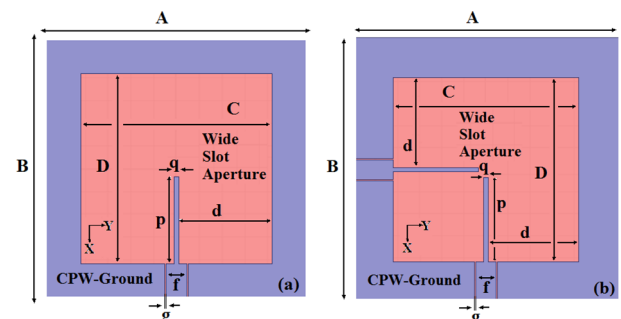 A
B
C
D
Wide
Slot
Aperture
q
p
d
Y
X
CPW-Ground
f
g
(a)
A
B
C
D
d
Wide
Slot
Aperture
q
p
d
Y
X
CPW-Ground
f
g
(b)